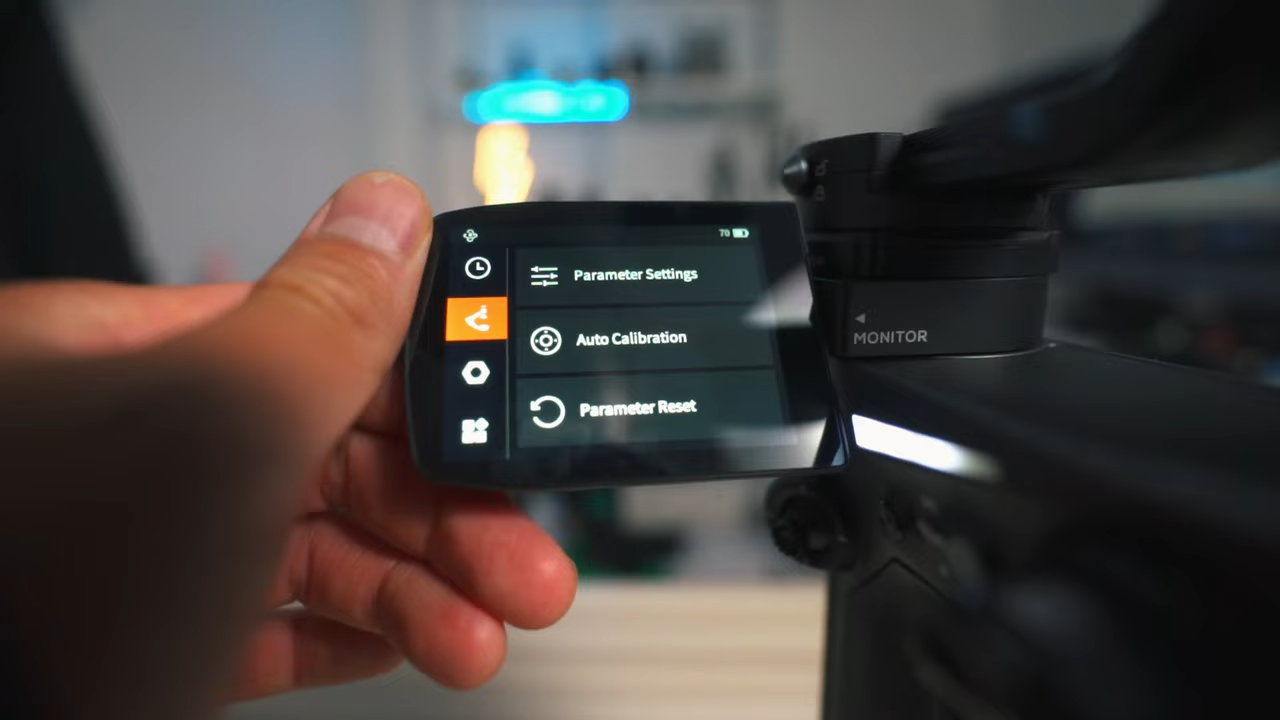 70
Parameter Settings
Auto Calibration
Parameter Reset
MONITOR